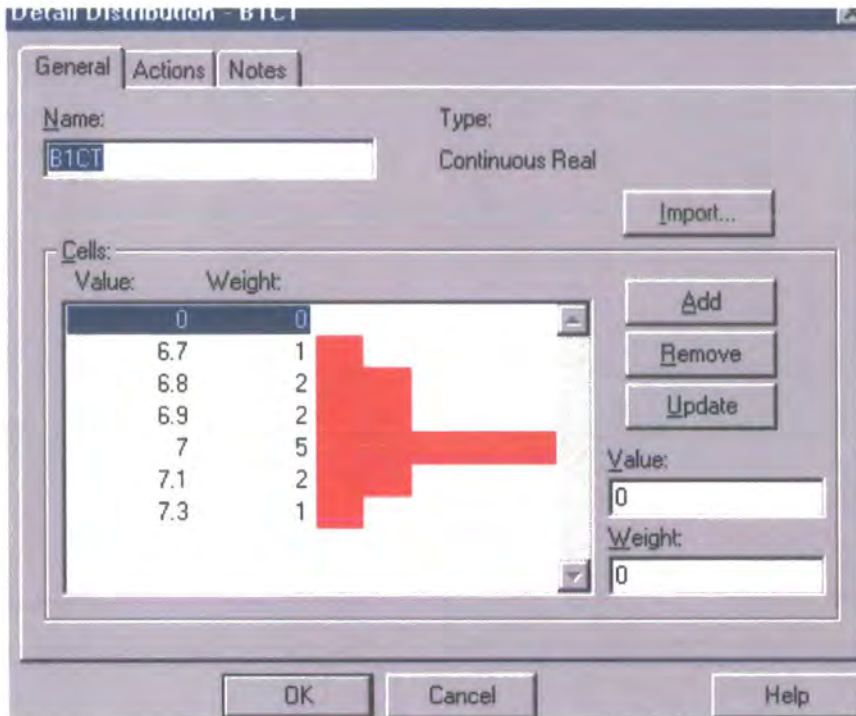 Detail Distribution - B1CT
General Actions Notes
Name: Type:
B1CT Continuous Real
Import...
Cells:
Value: Weight:
0 0
6.7 1
6.8 2
6.9 2
7 5
7.1 2
7.3 1
Add
Remove
Update
Value:
0
Weight:
0
OK Cancel Help